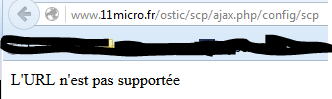 www.11micro.fr/ostic/scp/ajax.php/config/scp
L'URL n'est pas supportée